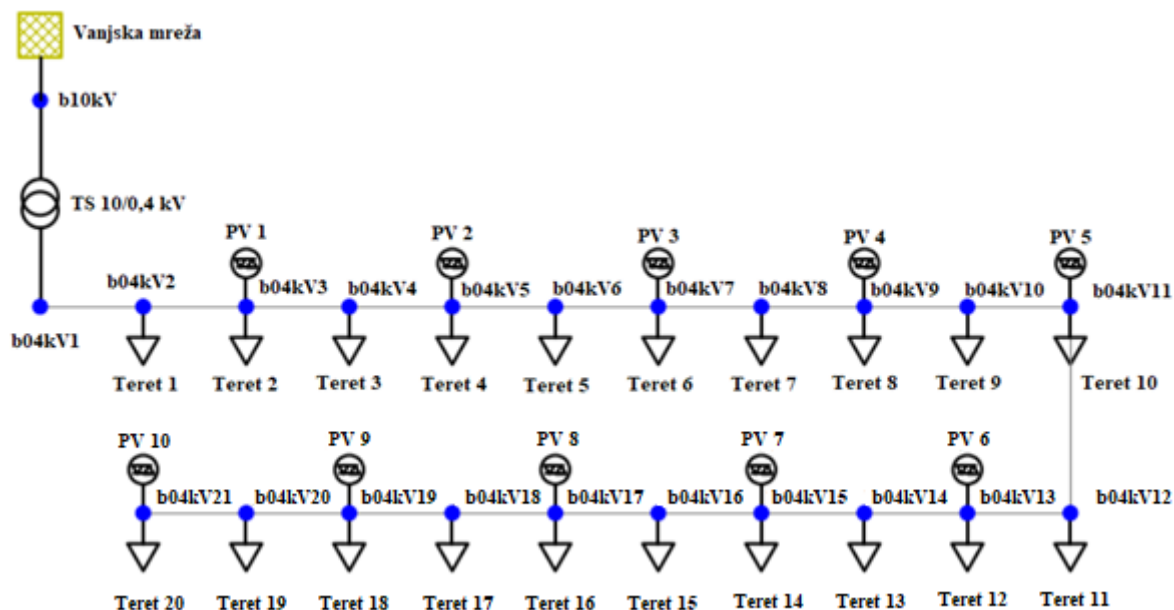 Vanjska mreža
b10kV
TS 10/0,4 kV
PV 1
PV 2
PV 3
PV 4
PV 5
b04kV2
b04kV3
b04kV4
b04kV5
b04kV6
b04kV7
b04kV8
b04kV9
b04kV10
b04kV11
b04kV1
Teret 1
Teret 2
Teret 3
Teret 4
Teret 5
Teret 6
Teret 7
Teret 8
Teret 9
Teret 10
PV 10
PV 9
PV 8
PV 7
PV 6
b04kV21
b04kV20
b04kV19
b04kV18
b04kV17
b04kV16
b04kV15
b04kV14
b04kV13
b04kV12
Teret 20
Teret 19
Teret 18
Teret 17
Teret 16
Teret 15
Teret 14
Teret 13
Teret 12
Teret 11